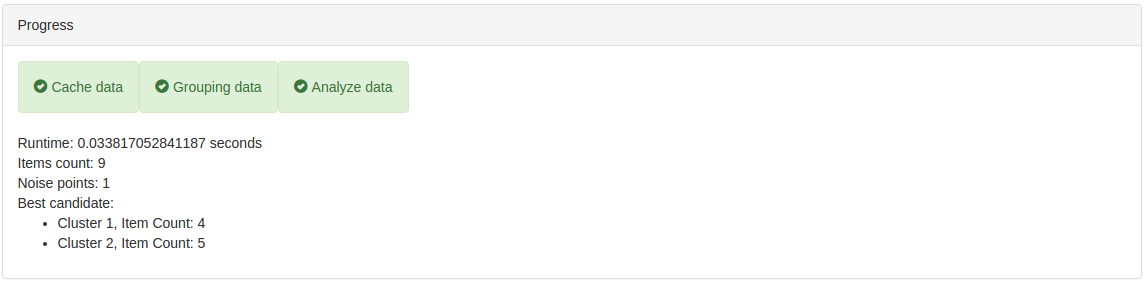 Progress
Cache data Grouping data Analyze data
Runtime: 0.033817052841187 seconds
Items count: 9
Noise points: 1
Best candidate:
• Cluster 1, Item Count: 4
• Cluster 2, Item Count: 5